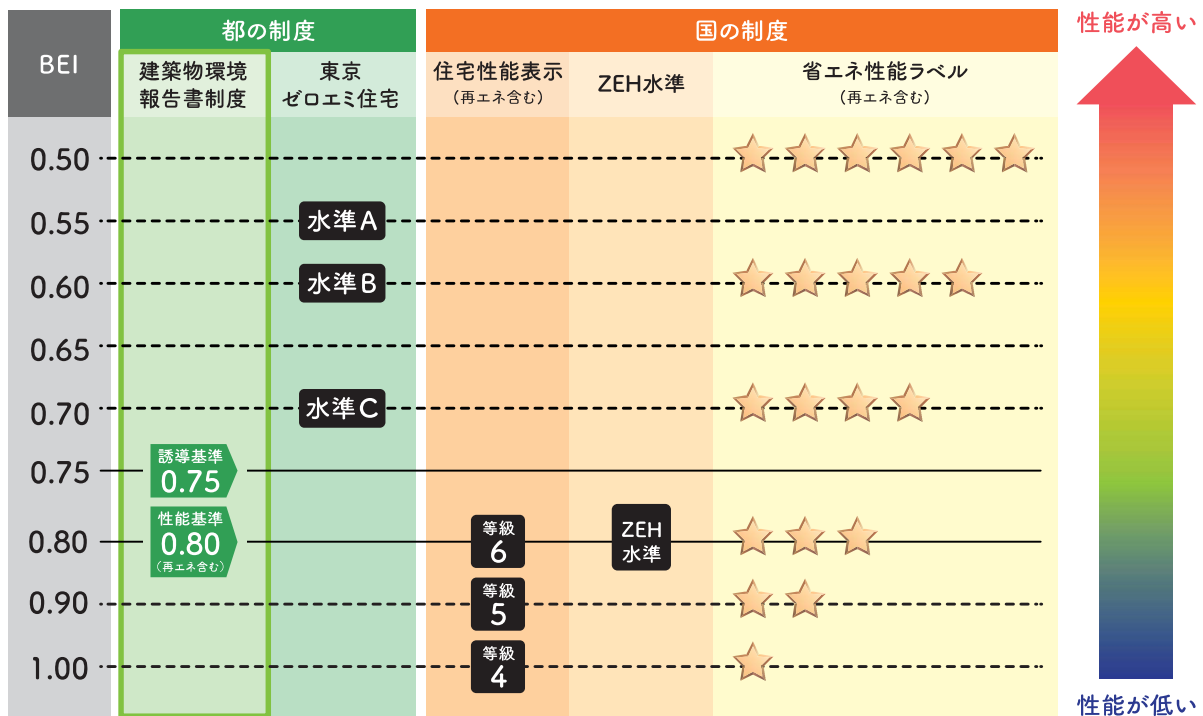 BEI
都の制度
国の制度
建築物環境
報告書制度
東京
ゼロエミ住宅
住宅性能表示
（再エネ含む）
ZEH水準
省エネ性能ラベル
（再エネ含む）
性能が高い
0.50
0.55
水準A
0.60
水準B
0.65
0.70
水準C
0.75
誘導基準
0.75
0.80
性能基準
0.80
（再エネ含む）
等級
6
ZEH
水準
0.90
等級
5
1.00
等級
4
性能が低い